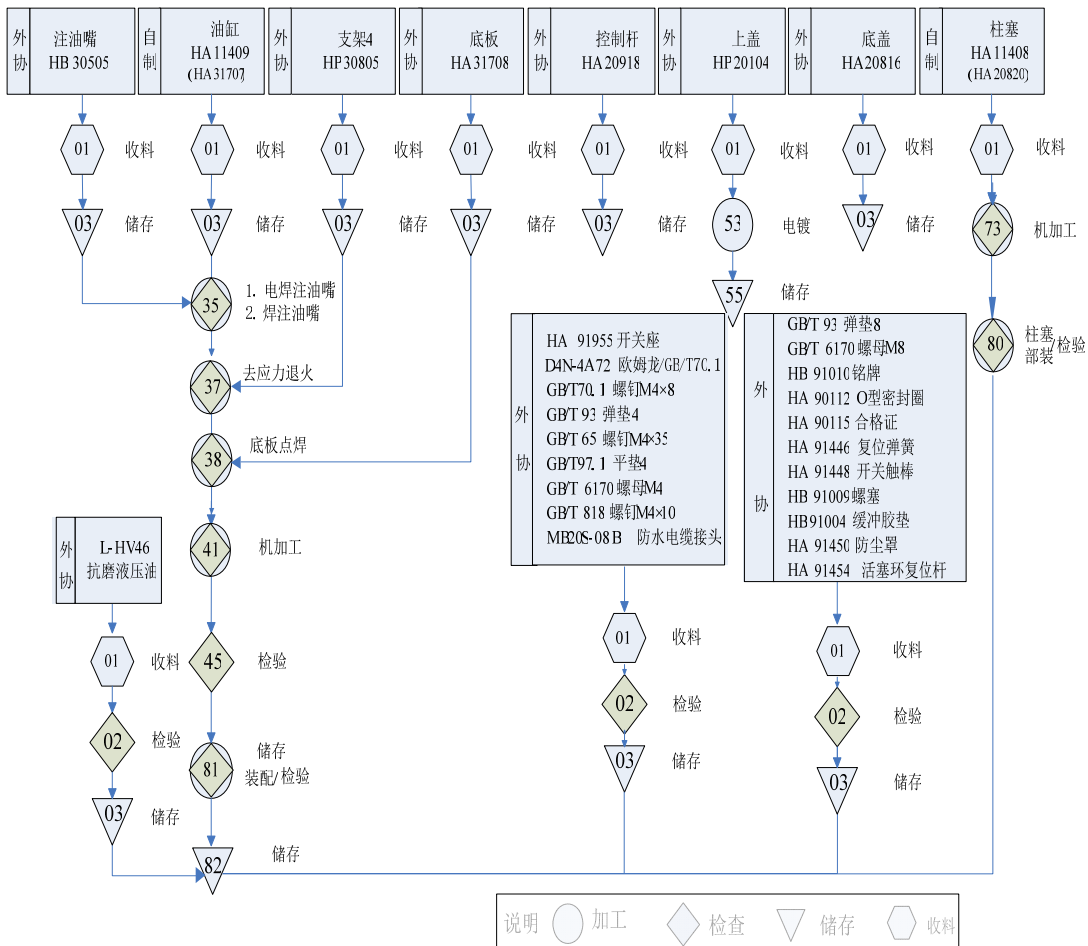 外协
注油嘴
HB 30505
自制
油缸
HA 11409
(HA 31707)
外协
支架4
HP 30805
外协
底板
HA 31708
外协
控制杆
HA 20918
外协
上盖
HP 20104
外协
底盖
HA 20816
自制
柱塞
HA 11408
(HA 20820)
01 收料
01 收料
01 收料
01 收料
01 收料
01 收料
01 收料
01 收料
03 储存
03 储存
03 储存
03 储存
03 储存
53 电镀
03 储存
73 机加工
55 储存
35
1. 电焊注油嘴
2. 焊注油嘴
37 去应力退火
38 底板点焊
41 机加工
45 检验
81
储存
装配/检验
82 储存
80
柱塞
部装/检验
外协
L-HV46
抗磨液压油
01 收料
02 检验
03 储存
外协
HA 91955 开关座
D4N-4A72 欧姆龙/GB/T70.1
GB/T70.1 螺钉M4×8
GB/T 93 弹垫4
GB/T 65 螺钉M4×35
GB/T97.1 平垫4
GB/T 6170 螺母M4
GB/T 818 螺钉M4×10
MB20S-08B 防水电缆接头
01 收料
02 检验
03 储存
外协
GB/T 93 弹垫8
GB/T 6170 螺母M8
HB 91010 铭牌
HA 90112 O型密封圈
HA 90115 合格证
HA 91446 复位弹簧
HA 91448 开关触棒
HB 91009 螺塞
HB 91004 缓冲胶垫
HA 91450 防尘罩
HA 91454 活塞环复位杆
01 收料
02 检验
03 储存
说明 加工 检查 储存 收料